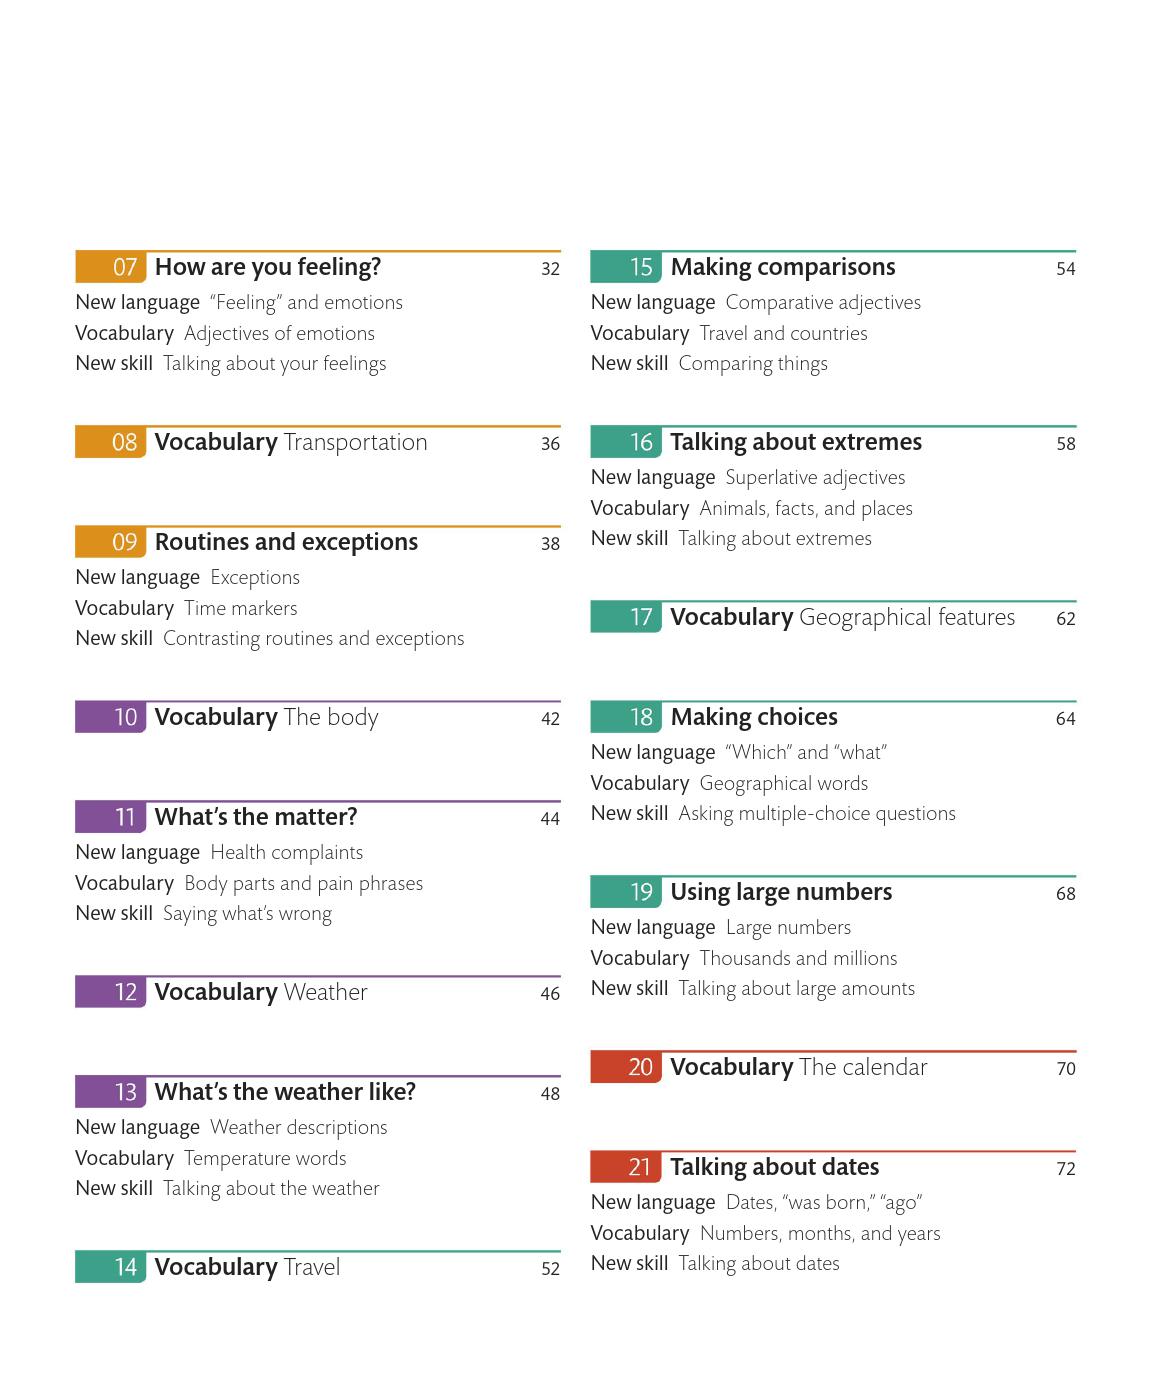 07 How are you feeling? 32
New language “Feeling” and emotions
Vocabulary Adjectives of emotions
New skill Talking about your feelings
08 Vocabulary Transportation 36
09 Routines and exceptions 38
New language Exceptions
Vocabulary Time markers
New skill Contrasting routines and exceptions
10 Vocabulary The body 42
11 What’s the matter? 44
New language Health complaints
Vocabulary Body parts and pain phrases
New skill Saying what’s wrong
12 Vocabulary Weather 46
13 What’s the weather like? 48
New language Weather descriptions
Vocabulary Temperature words
New skill Talking about the weather
14 Vocabulary Travel 52
15 Making comparisons 54
New language Comparative adjectives
Vocabulary Travel and countries
New skill Comparing things
16 Talking about extremes 58
New language Superlative adjectives
Vocabulary Animals, facts, and places
New skill Talking about extremes
17 Vocabulary Geographical features 62
18 Making choices 64
New language “Which” and “what”
Vocabulary Geographical words
New skill Asking multiple-choice questions
19 Using large numbers 68
New language Large numbers
Vocabulary Thousands and millions
New skill Talking about large amounts
20 Vocabulary The calendar 70
21 Talking about dates 72
New language Dates, “was born,” “ago”
Vocabulary Numbers, months, and years
New skill Talking about dates